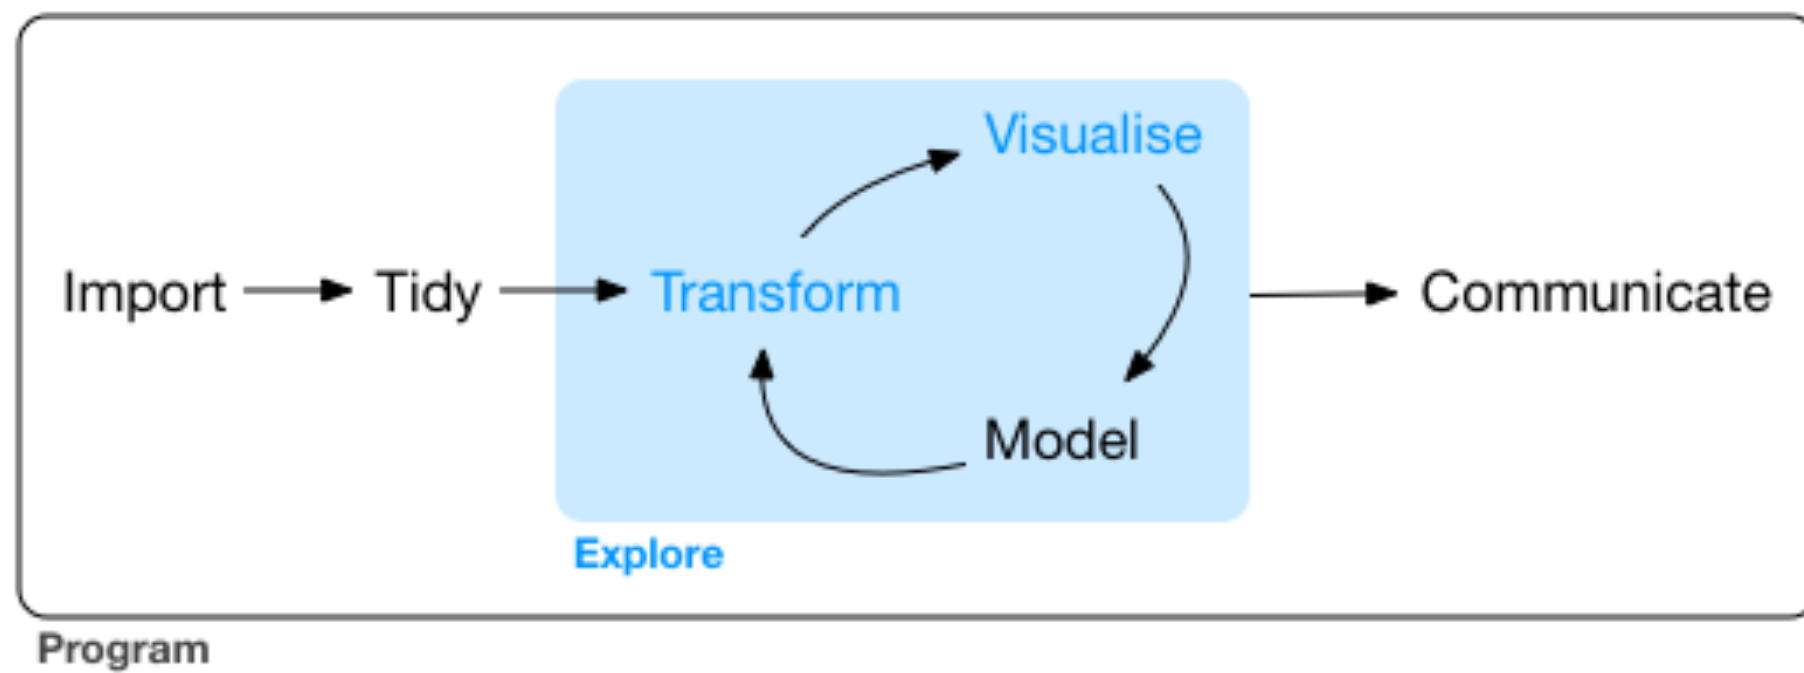 Visualise
Import Tidy Transform Communicate
Model
Explore
Program